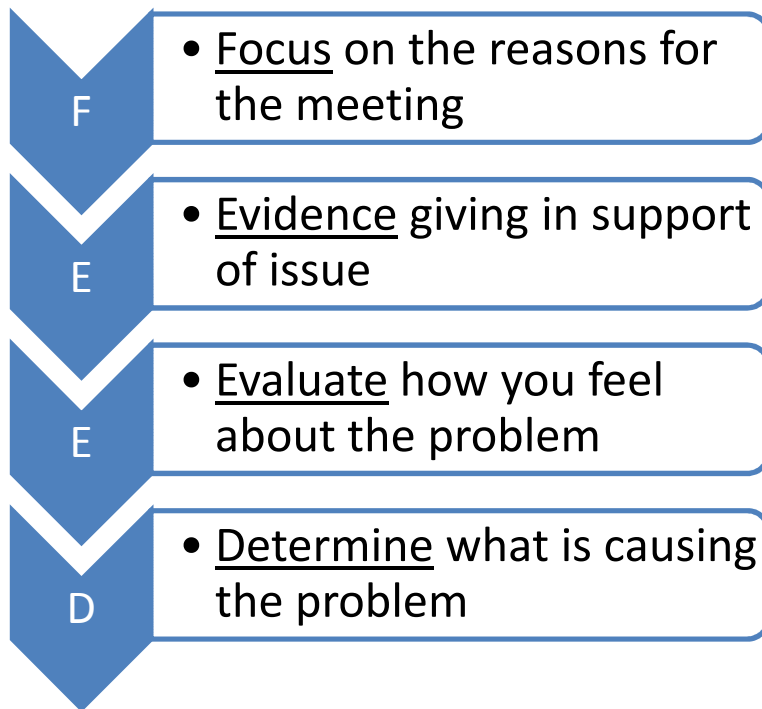 F
• Focus on the reasons for
the meeting
E
• Evidence giving in support
of issue
E
• Evaluate how you feel
about the problem
D
• Determine what is causing
the problem